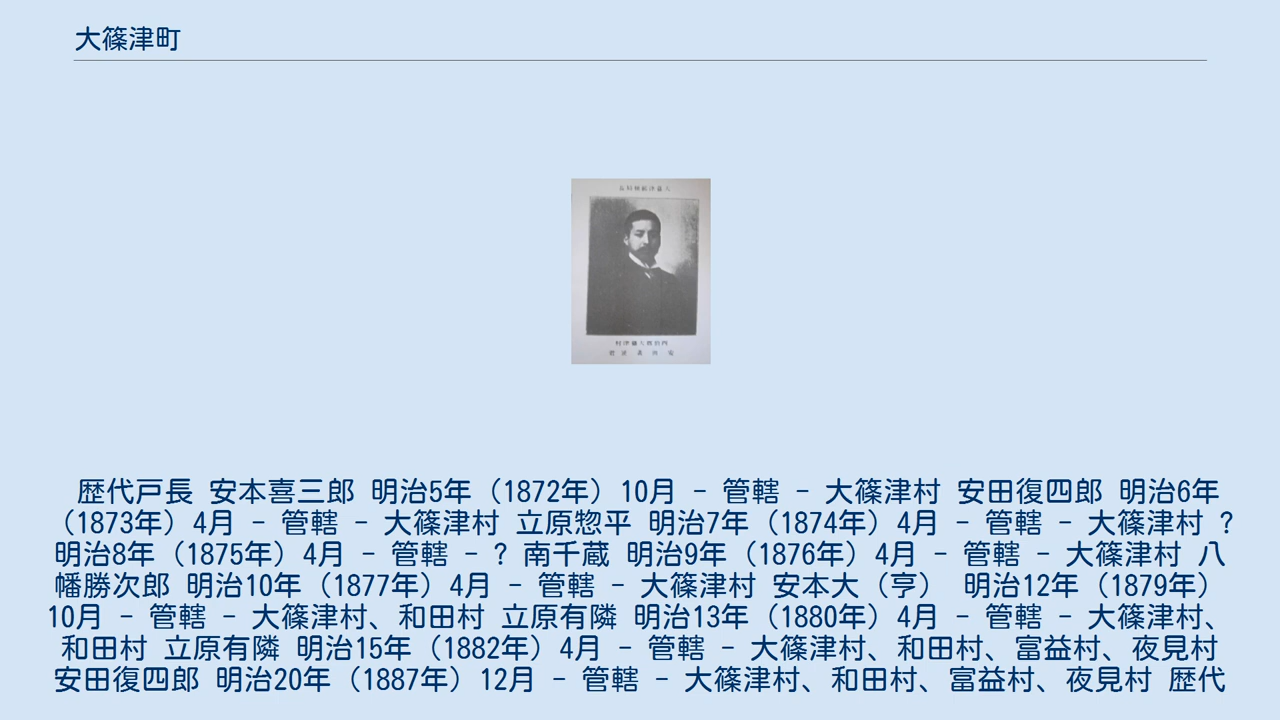 大篠津町
歴代戸長 安本喜三郎 明治5年（1872年）10月 - 管轄 - 大篠津村 安田復四郎 明治6年
（1873年）4月 - 管轄 - 大篠津村 立原惣平 明治7年（1874年）4月 - 管轄 - 大篠津村 ?
明治8年（1875年）4月 - 管轄 - ? 南千蔵 明治9年（1876年）4月 - 管轄 - 大篠津村 八
幡勝次郎 明治10年（1877年）4月 - 管轄 - 大篠津村 安本大（亨） 明治12年（1879年）
10月 - 管轄 - 大篠津村、和田村 立原有隣 明治13年（1880年）4月 - 管轄 - 大篠津村、
和田村 立原有隣 明治15年（1882年）4月 - 管轄 - 大篠津村、和田村、富益村、夜見村
安田復四郎 明治20年（1887年）12月 - 管轄 - 大篠津村、和田村、富益村、夜見村 歴代